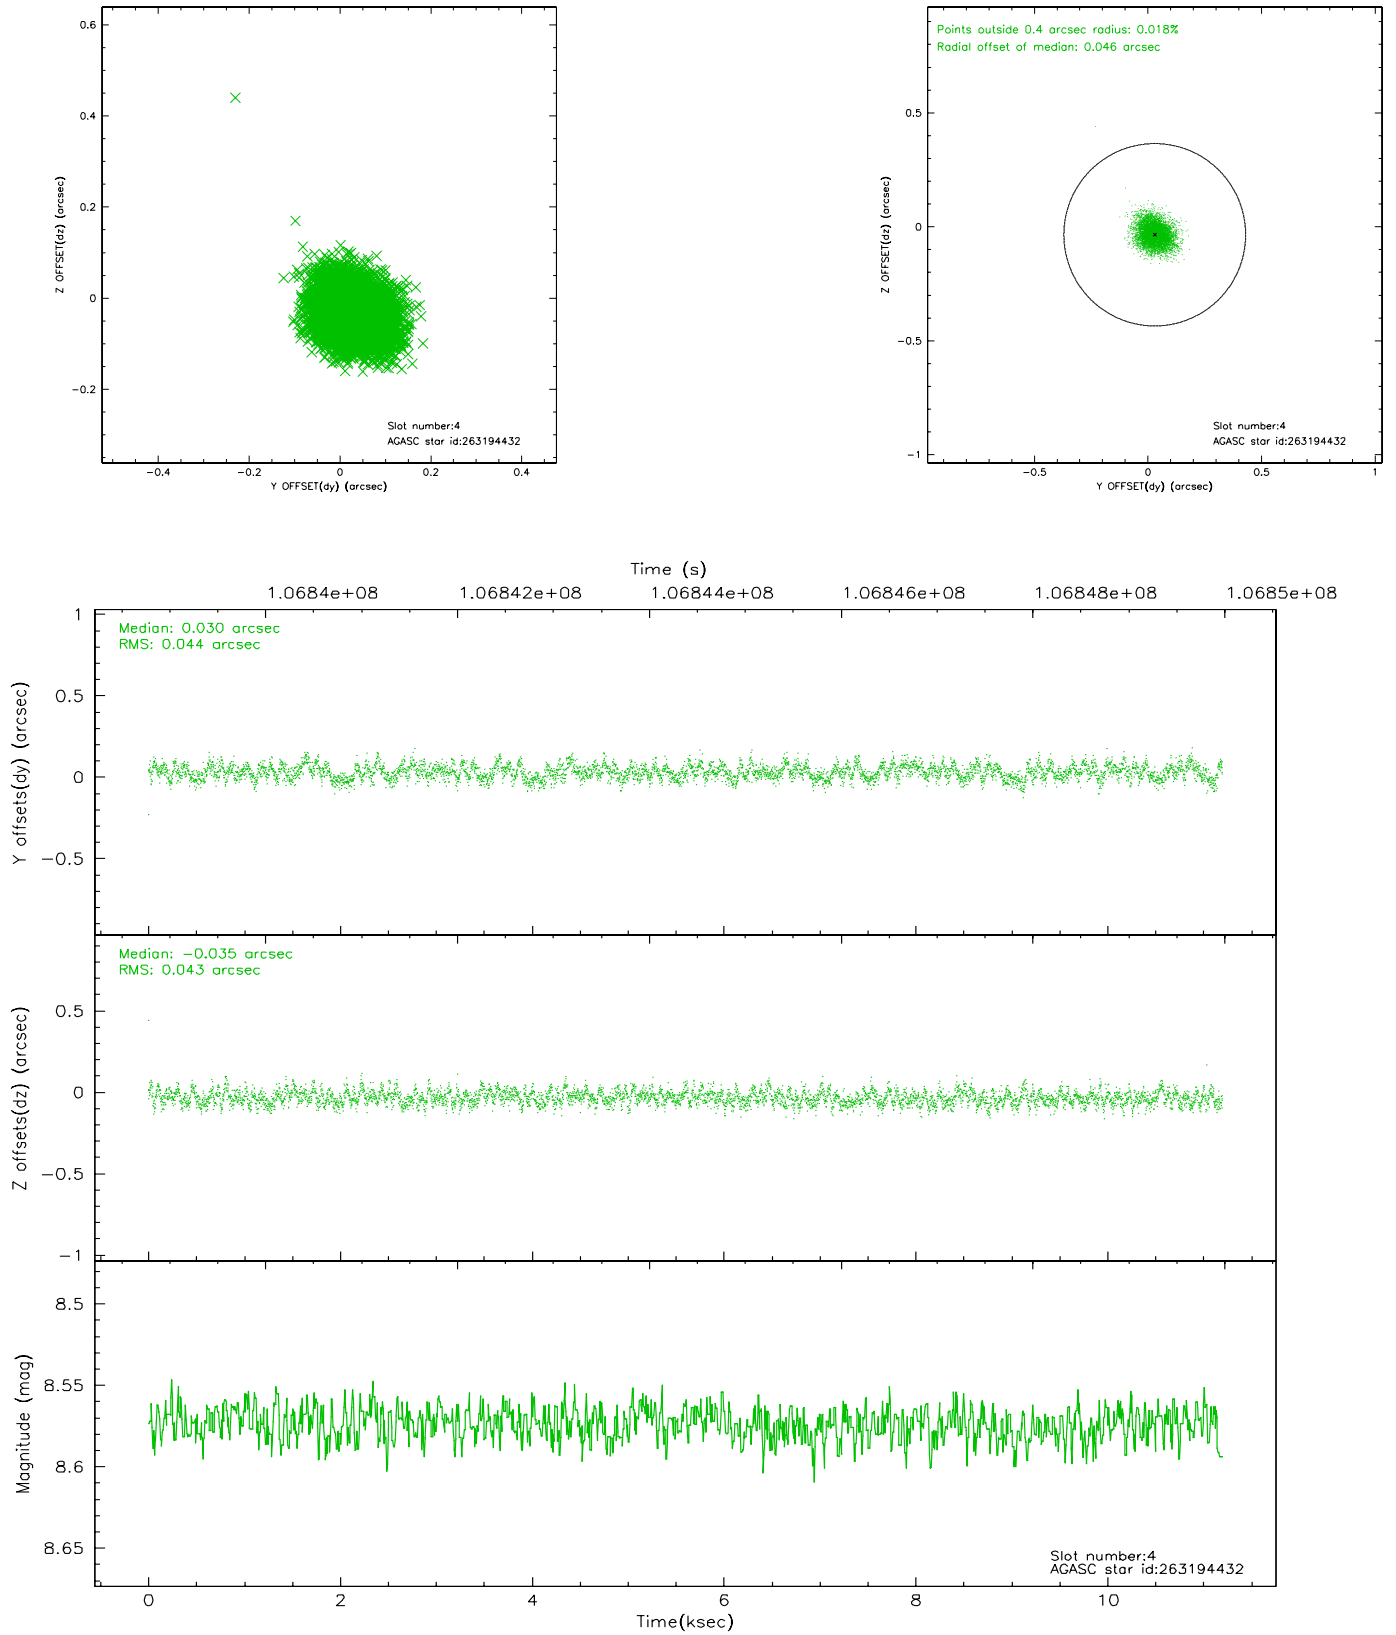 0.6
0.4
0.2
0
−0.2
Z OFFSET(dz) (arcsec)
Slot number:4
AGASC star id:263194432
−0.4 −0.2 0 0.2 0.4
Y OFFSET(dy) (arcsec)
Points outside 0.4 arcsec radius: 0.018%
Radial offset of median: 0.046 arcsec
0.5
0
−0.5
−1
Z OFFSET(dz) (arcsec)
Slot number:4
AGASC star id:263194432
−0.5 0 0.5 1
Y OFFSET(dy) (arcsec)
Time (s)
1.0684e+08 1.06842e+08 1.06844e+08 1.06846e+08 1.06848e+08 1.0685e+08
Median: 0.030 arcsec
RMS: 0.044 arcsec
1
0.5
0
−0.5
Y offsets(dy) (arcsec)
Median: −0.035 arcsec
RMS: 0.043 arcsec
0.5
0
−0.5
−1
Z offsets(dz) (arcsec)
8.5
8.55
8.6
8.65
Magnitude (mag)
Slot number:4
AGASC star id:263194432
0 2 4 6 8 10
Time(ksec)